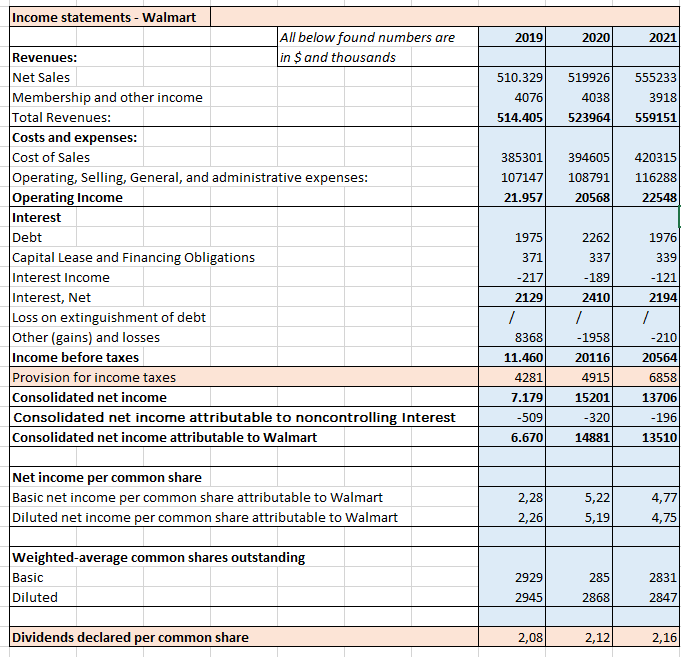 Income statements - Walmart
All below found numbers are 2019 2020 2021
Revenues: in $ and thousands
Net Sales 510.329 519926 555233
Membership and other income 4076 4038 3918
Total Revenues: 514.405 523964 559151
Costs and expenses:
Cost of Sales 385301 394605 420315
Operating, Selling, General, and administrative expenses: 107147 108791 116288
Operating Income 21.957 20568 22548
Interest
Debt 1975 2262 1976
Capital Lease and Financing Obligations 371 337 339
Interest Income -217 -189 -121
Interest, Net 2129 2410 2194
Loss on extinguishment of debt / / /
Other (gains) and losses 8368 -1958 -210
Income before taxes 11.460 20116 20564
Provision for income taxes 4281 4915 6858
Consolidated net income 7.179 15201 13706
Consolidated net income attributable to noncontrolling Interest -509 -320 -196
Consolidated net income attributable to Walmart 6.670 14881 13510
Net income per common share
Basic net income per common share attributable to Walmart 2,28 5,22 4,77
Diluted net income per common share attributable to Walmart 2,26 5,19 4,75
Weighted-average common shares outstanding
Basic 2929 285 2831
Diluted 2945 2868 2847
Dividends declared per common share 2,08 2,12 2,16